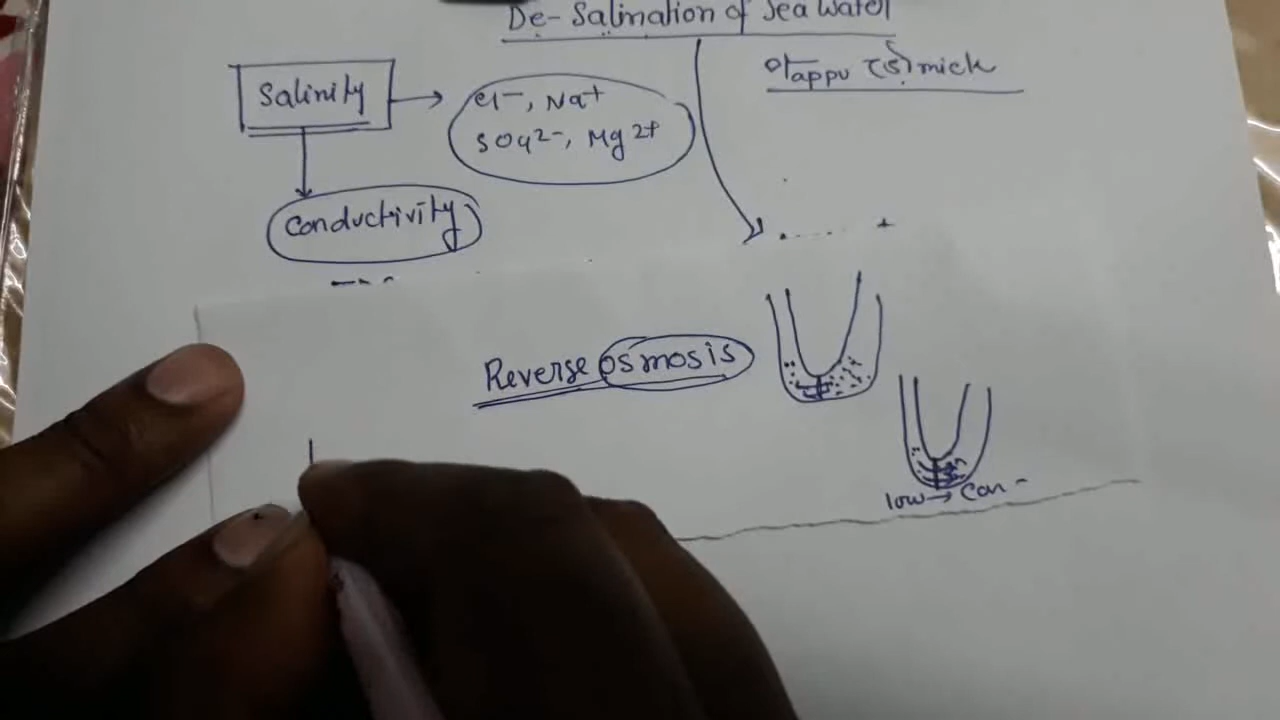 De-Salination of Sea Water
Salinity
Cl-, Na+
SO42-, Mg2+
Conductivity
Reverse osmosis
low → Con -